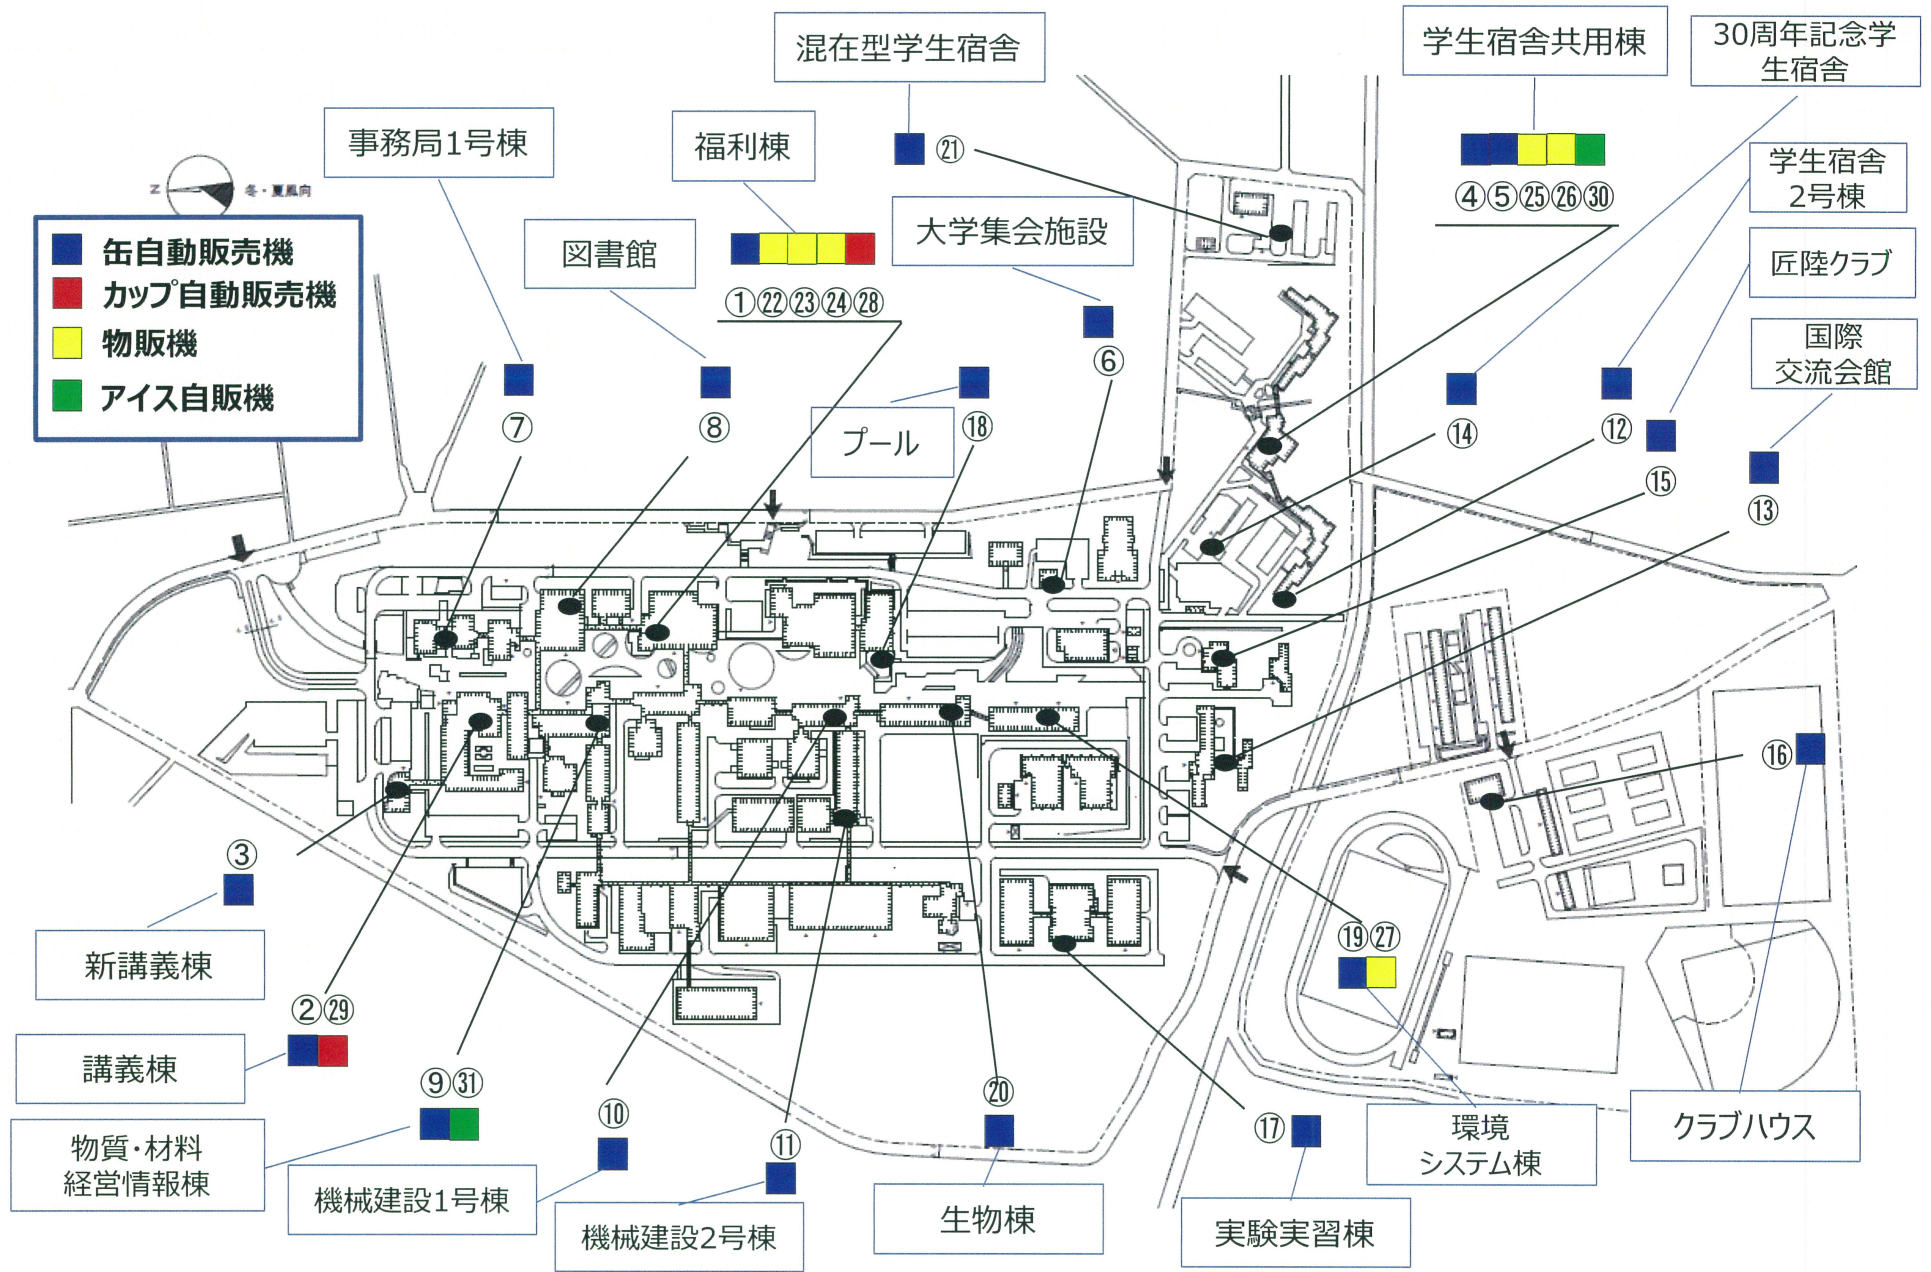 混在型学生宿舎
学生宿舎共用棟
30周年記念学
生宿舎
事務局1号棟
福利棟
㉑
学生宿舎
2号棟
Z
冬・夏風向
④⑤㉕㉖㉚
大学集会施設
図書館
匠陸クラブ
缶自動販売機
カップ自動販売機
物販機
アイス自販機
①㉒㉓㉔㉘
国際
交流会館
⑥
⑦
⑧
プール
⑱
⑭
⑫
⑮
⑬
⑯
③
新講義棟
⑲㉗
②㉙
講義棟
⑨㉛
⑩
⑪
⑳
⑰
物質・材料
経営情報棟
機械建設1号棟
機械建設2号棟
生物棟
実験実習棟
環境
システム棟
クラブハウス